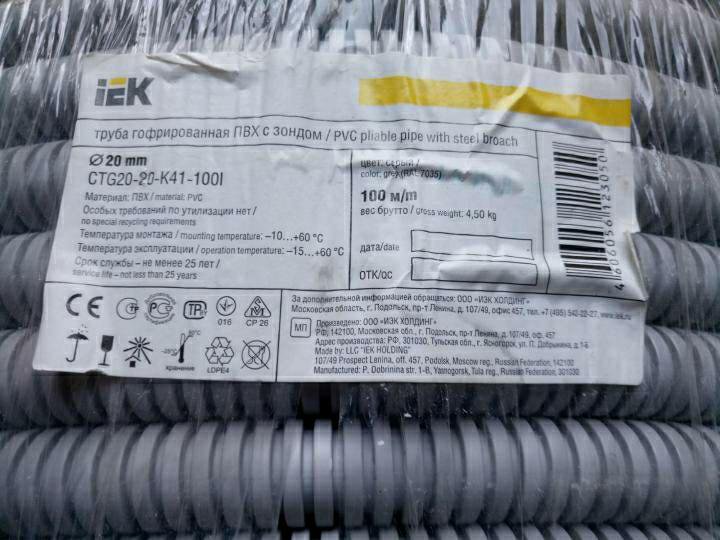 iEK
труба гофрированная ПВХ с зондом / PVC pliable pipe with steel broach
Ø 20 mm
CTG20-20-K41-100I
Материал: ПВХ / material: PVC
Особых требований по утилизации нет /
no special recycling requirements
Температура монтажа / mounting temperature: –10...+60 °C
Температура эксплуатации / operation temperature: –15...+60 °C
Срок службы – не менее 25 лет /
service life – not less than 25 years
цвет: серый /
color: grey (RAL 7035)
100 м/m
вес брутто / gross weight: 4,50 kg
дата/date
ОТК/QC
CE
016
СР 26
-25°C
60°C
хранение
LDPE4
За дополнительной информацией обращаться: ООО «ИЭК ХОЛДИНГ»
Московская область, г. Подольск, пр-т Ленина, д. 107/49, офис 457, тел. +7 (495) 542-22-27, www.iek.ru
МП
Произведено: ООО «ИЭК ХОЛДИНГ»
РФ, 142100, Московская обл., г. Подольск, пр-т Ленина, д. 107/49, оф. 457
Адрес производства: РФ, 301030, Тульская обл., г. Ясногорск, ул. П. Добрынина, д. 1-Б
Made by: LLC "IEK HOLDING"
107/49 Prospect Lenina, off. 457, Podolsk, Moscow reg., Russian Federation, 142100
Manufactured: P. Dobrinina str. 1-B, Yasnogorsk, Tula reg., Russian Federation, 301030